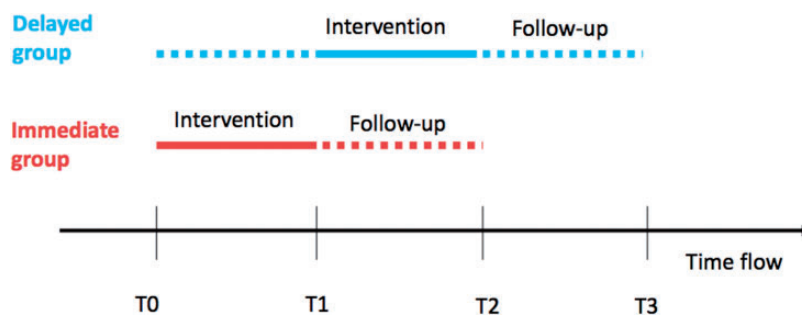 Delayed
group
Intervention
Follow-up
Immediate
group
Intervention
Follow-up
Time flow
T0
T1
T2
T3